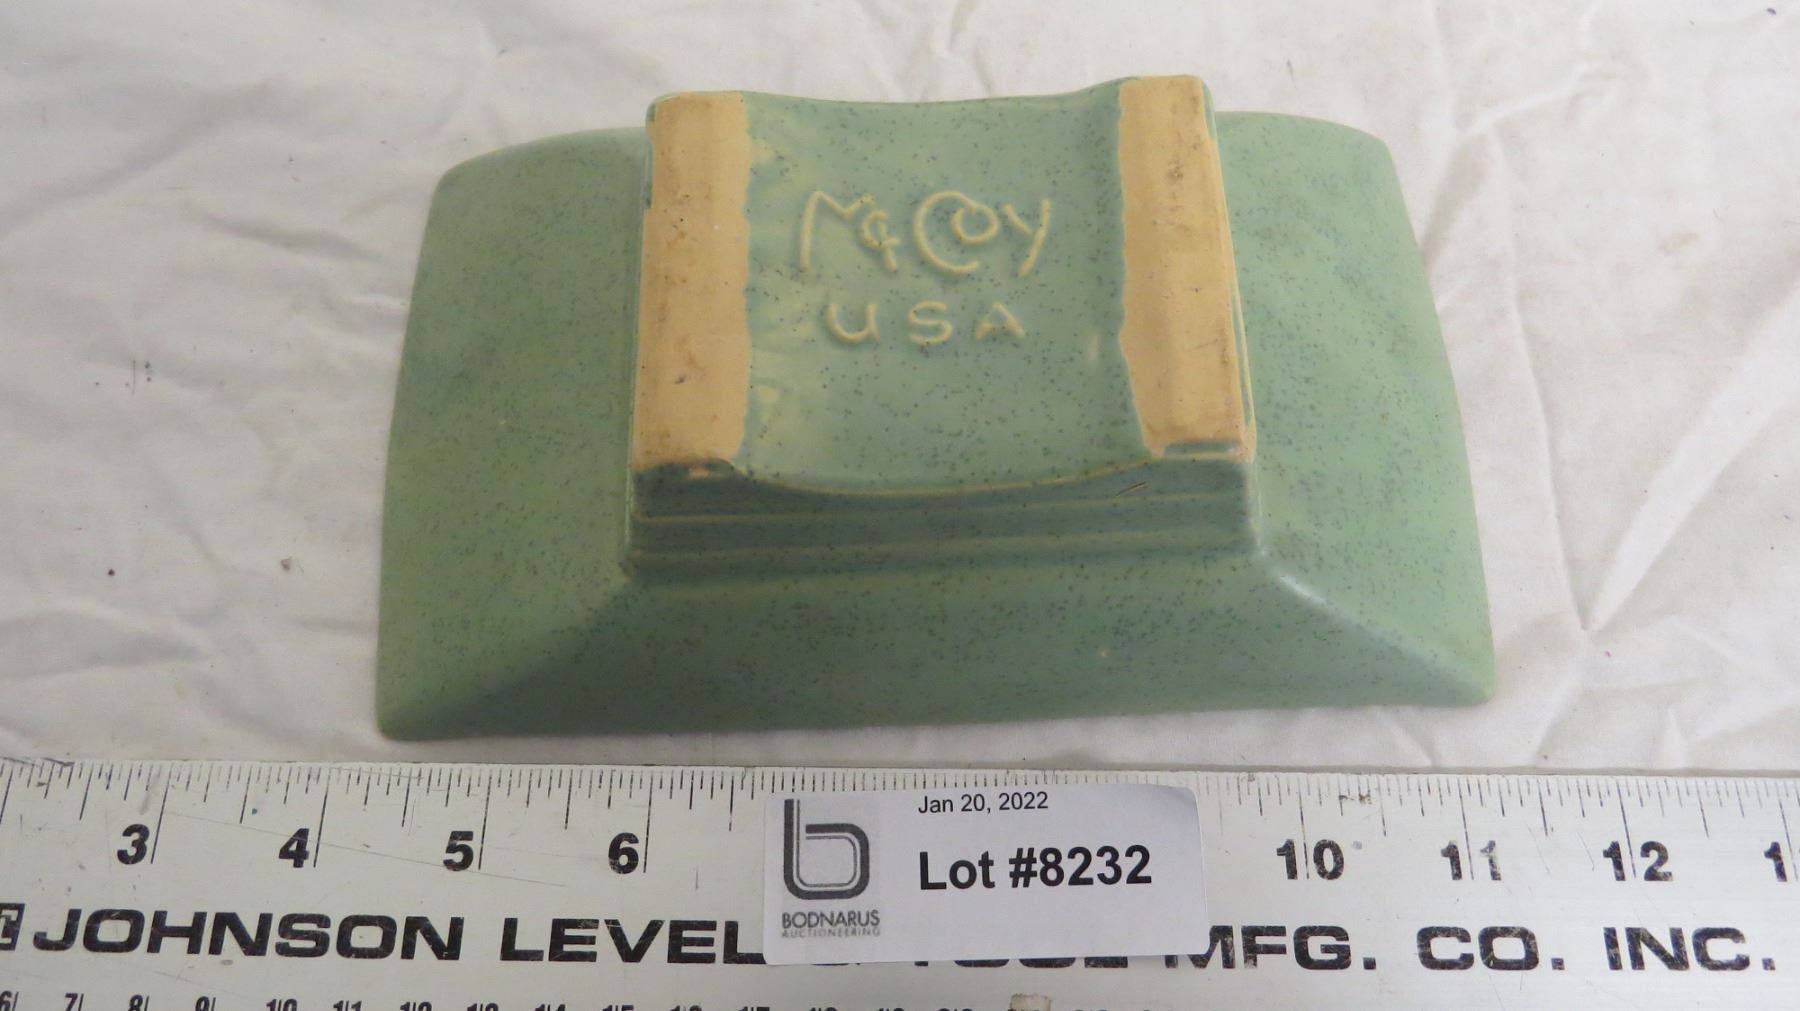 McCoy
USA
Jan 20, 2022
Lot #8232
BODNARUS
AUCTIONEERING
3 4 5 6 10 11 12
JOHNSON LEVEL MFG. CO. INC.